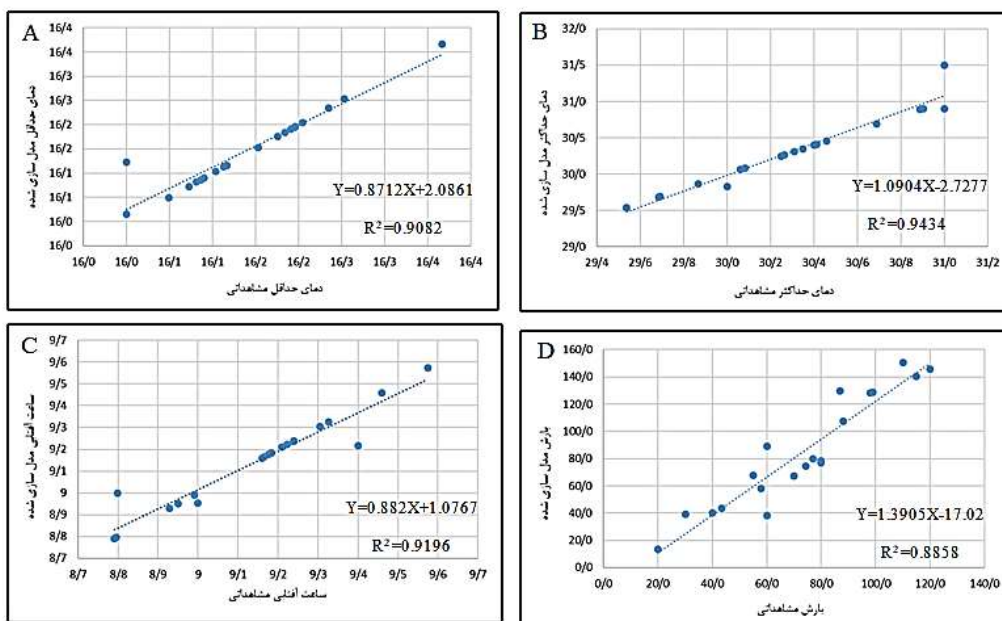 A
16/4
16/4
16/3
16/3
16/2
16/2
16/1
16/1
16/0
16/0
دمای حداقل مدل سازی شده
Y=0.8712X+2.0861
R²=0.9082
16/0 16/0 16/1 16/1 16/2 16/2 16/3 16/3 16/4 16/4
دمای حداقل مشاهداتی
B
32/0
31/5
31/0
30/5
30/0
29/5
29/0
دمای حداکثر مدل سازی شده
Y=1.0904X-2.7277
R²=0.9434
29/4 29/6 29/8 30/0 30/2 30/4 30/6 30/8 31/0 31/2
دمای حداکثر مشاهداتی
C
9/7
9/6
9/5
9/4
9/3
9/2
9/1
9
8/9
8/8
8/7
ساعت آفتابی مدل سازی شده
Y=0.882X+1.0767
R²=0.9196
8/7 8/8 8/9 9 9/1 9/2 9/3 9/4 9/5 9/6 9/7
ساعت آفتابی مشاهداتی
D
160/0
140/0
120/0
100/0
80/0
60/0
40/0
20/0
0/0
بارش مدل سازی شده
Y=1.3905X-17.02
R²=0.8858
0/0 20/0 40/0 60/0 80/0 100/0 120/0 140/0
بارش مشاهداتی